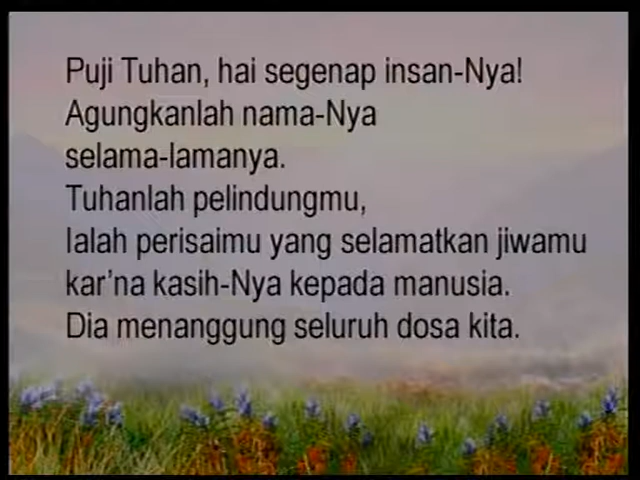 Puji Tuhan, hai segenap insan-Nya!
Agungkanlah nama-Nya
selama-lamanya.
Tuhanlah pelindungmu,
Ialah perisaimu yang selamatkan jiwamu
kar'na kasih-Nya kepada manusia.
Dia menanggung seluruh dosa kita.